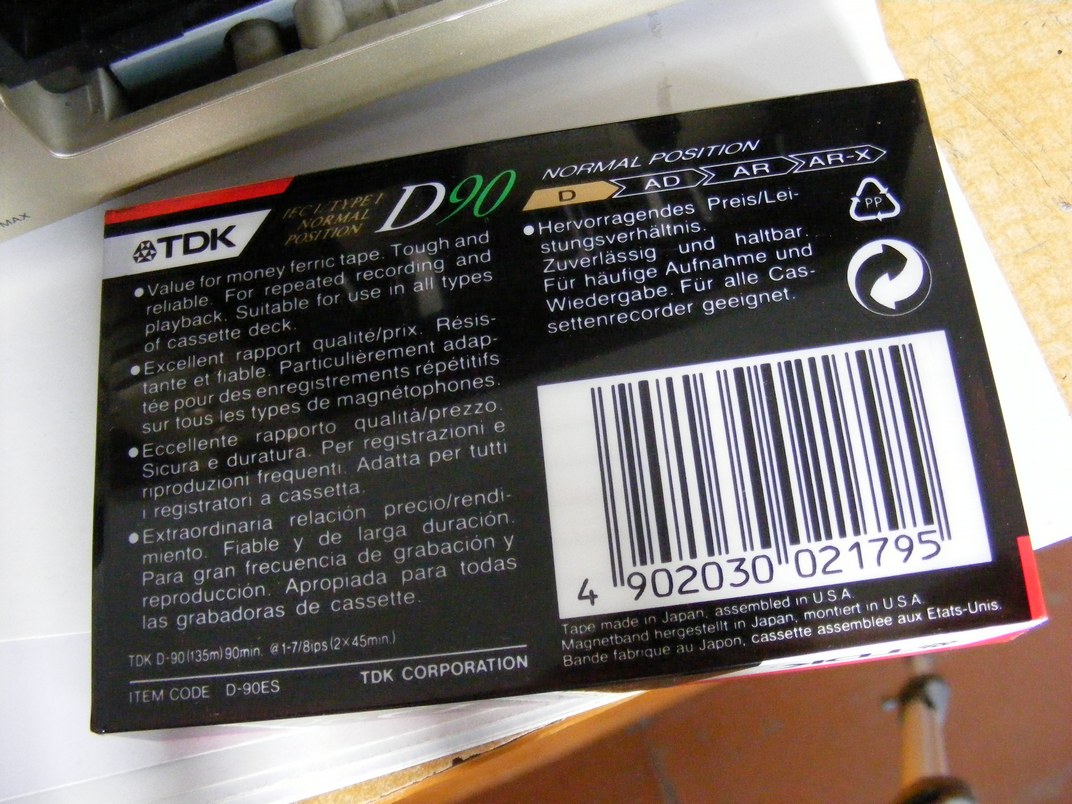 MAX
TDK
IEC I/TYPE I
NORMAL
POSITION
D90
NORMAL POSITION
D AD AR AR-X
●Value for money ferric tape. Tough and
reliable. For repeated recording and
playback. Suitable for use in all types
of cassette deck.
●Excellent rapport qualité/prix. Résis-
tante et fiable. Particulièrement adap-
tée pour des enregistrements répétitifs
sur tous les types de magnétophones.
●Eccellente rapporto qualità/prezzo.
Sicura e duratura. Per registrazioni e
riproduzioni frequenti. Adatta per tutti
i registratori a cassetta.
●Extraordinaria relación precio/rendi-
miento. Fiable y de larga duración.
Para gran frecuencia de grabación y
reproducción. Apropiada para todas
las grabadoras de cassette.
TDK D-90(135m)90min. @1-7/8ips(2×45min.)
ITEM CODE D-90ES
TDK CORPORATION
●Hervorragendes Preis/Lei-
stungsverhältnis.
Zuverlässig und haltbar.
Für häufige Aufnahme und
Wiedergabe. Für alle Cas-
settenrecorder geeignet.
PP
4 902030 021795
Tape made in Japan, assembled in U.S.A.
Magnetband hergestellt in Japan, montiert in U.S.A.
Bande fabrique au Japon, cassette assemblée aux Etats-Unis.